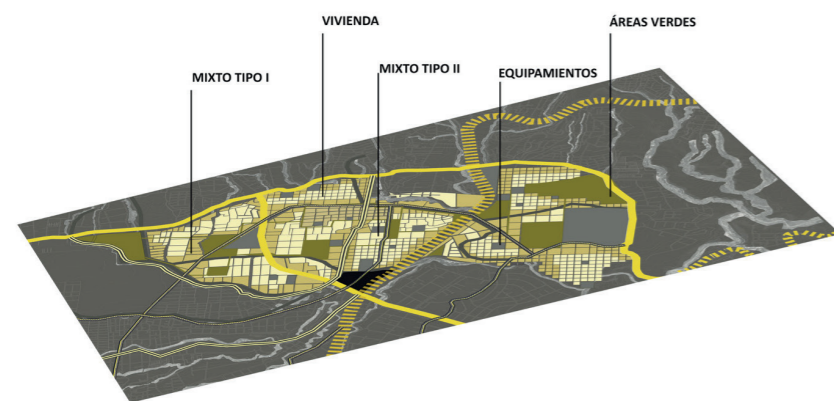 VIVIENDA
ÁREAS VERDES
MIXTO TIPO I
MIXTO TIPO II
EQUIPAMIENTOS